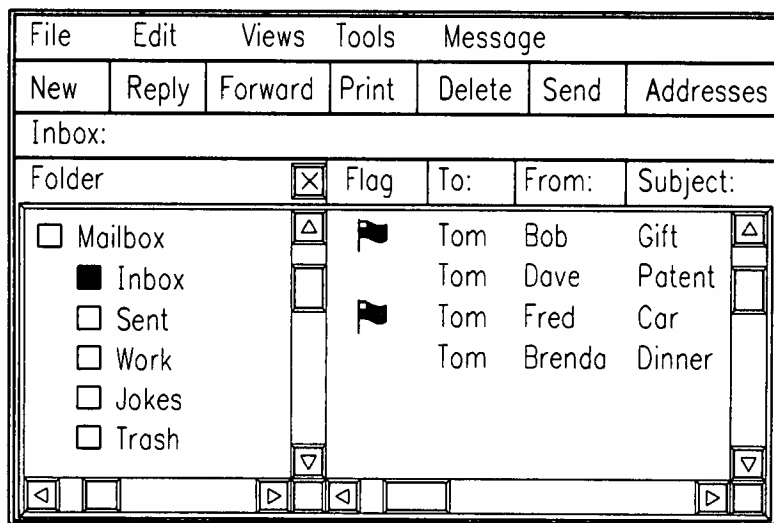 File Edit Views Tools Message
New Reply Forward Print Delete Send Addresses
Inbox:
Folder Flag To: From: Subject:
Mailbox Tom Bob Gift
Inbox Tom Dave Patent
Sent Tom Fred Car
Work Tom Brenda Dinner
Jokes
Trash